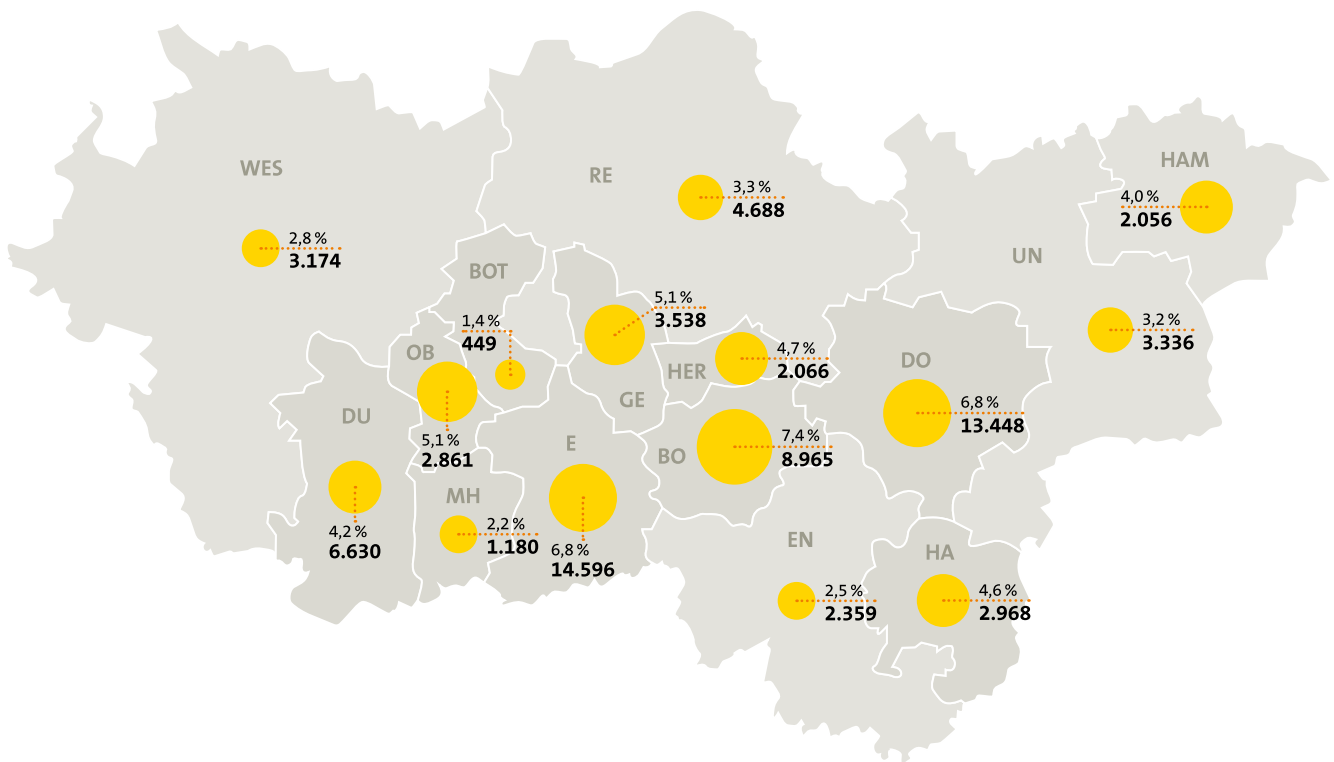 HAM
4,0 %
2.056
WES
RE
3,3 %
4.688
2,8 %
3.174
UN
BOT
5,1 %
3.538
1,4 %
449
3,2 %
3.336
OB
HER
4,7 %
2.066
DO
GE
DU
6,8 %
13.448
5,1 %
2.861
E
BO
7,4 %
8.965
MH
4,2 %
6.630
2,2 %
1.180
6,8 %
14.596
EN
HA
2,5 %
2.359
4,6 %
2.968